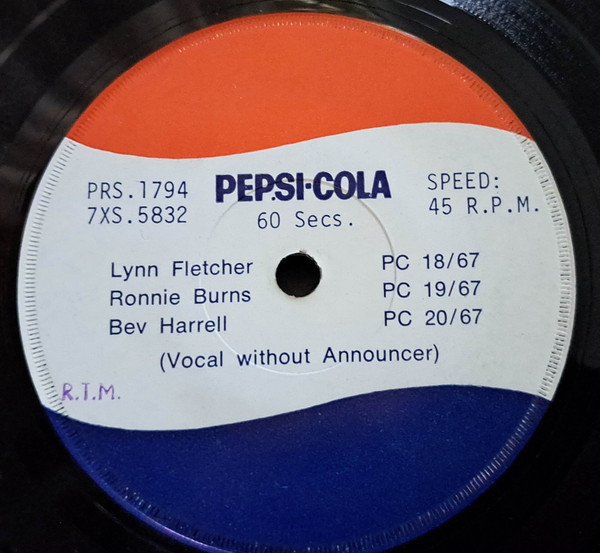 PRS.1794 PEPSI·COLA SPEED:
7XS.5832 60 Secs. 45 R.P.M.
Lynn Fletcher PC 18/67
Ronnie Burns PC 19/67
Bev Harrell PC 20/67
(Vocal without Announcer)
R.T.M.